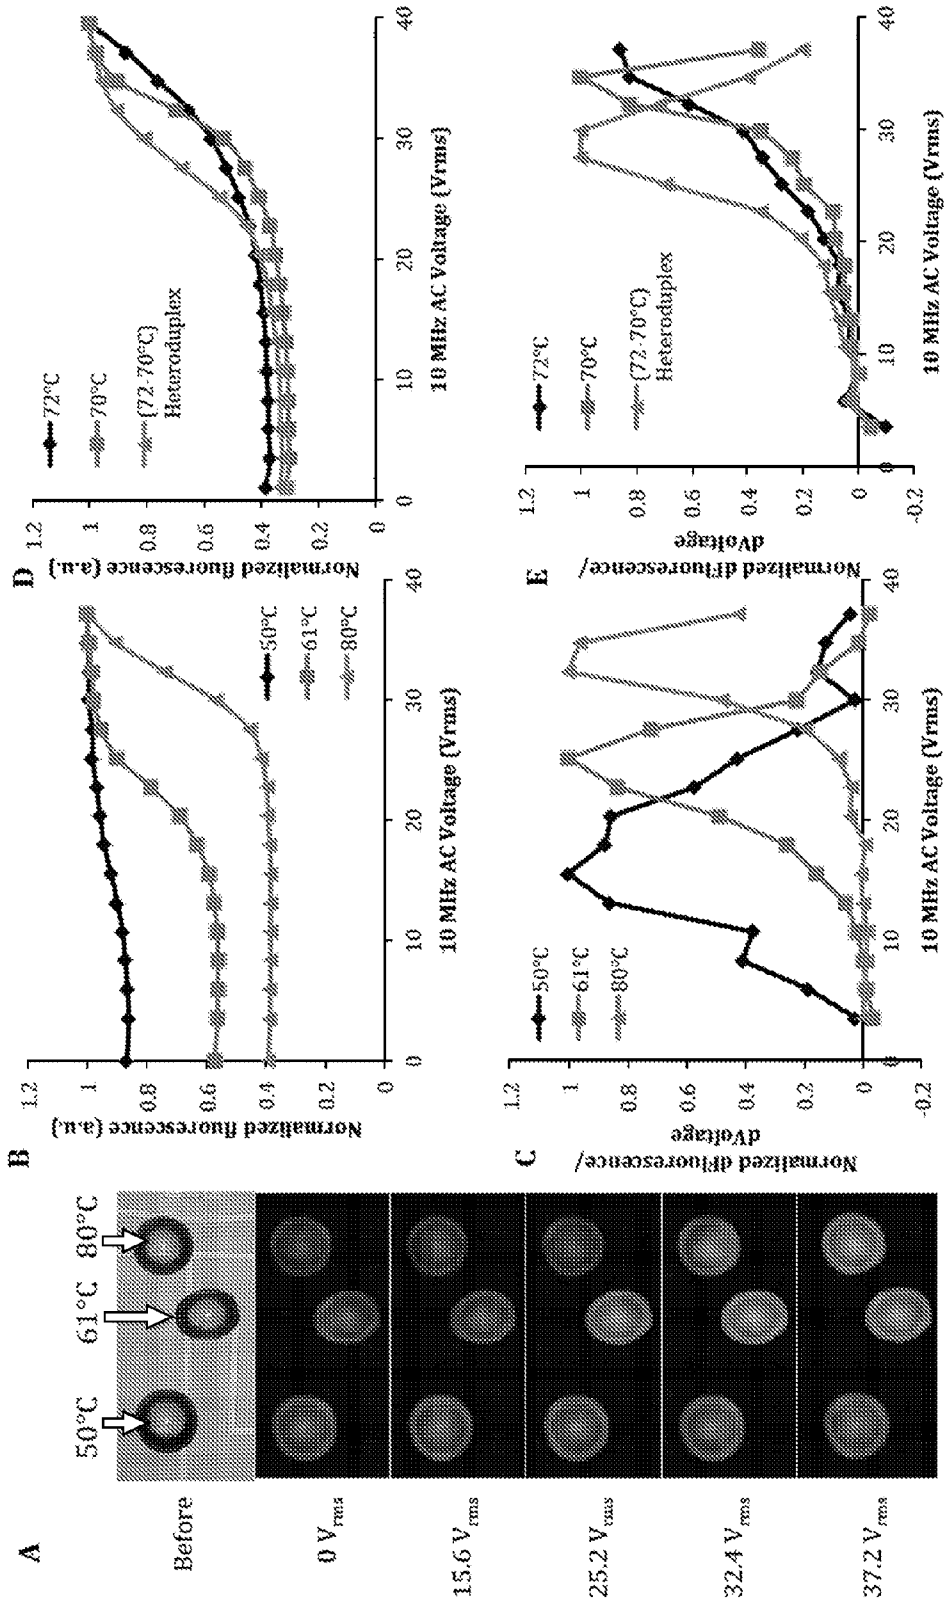 A
50°C
61°C
80°C
Before
0 Vrms
15.6 Vrms
25.2 Vrms
32.4 Vrms
37.2 Vrms
B
Normalized fluorescence (a.u.)
1.2
1
0.8
0.6
0.4
0.2
0
0
10
20
30
40
10 MHz AC Voltage (Vrms)
50°C
61°C
80°C
C
Normalized dFluorescence/
dVoltage
1.2
1
0.8
0.6
0.4
0.2
0
-0.2
0
10
20
30
40
10 MHz AC Voltage (Vrms)
50°C
61°C
80°C
D
Normalized fluorescence (a.u.)
1.2
1
0.8
0.6
0.4
0.2
0
0
10
20
30
40
10 MHz AC Voltage (Vrms)
72°C
70°C
(72-70°C)
Heteroduplex
E
Normalized dFluorescence/
dVoltage
1.2
1
0.8
0.6
0.4
0.2
0
-0.2
0
10
20
30
40
10 MHz AC Voltage (Vrms)
72°C
70°C
(72-70°C)
Heteroduplex